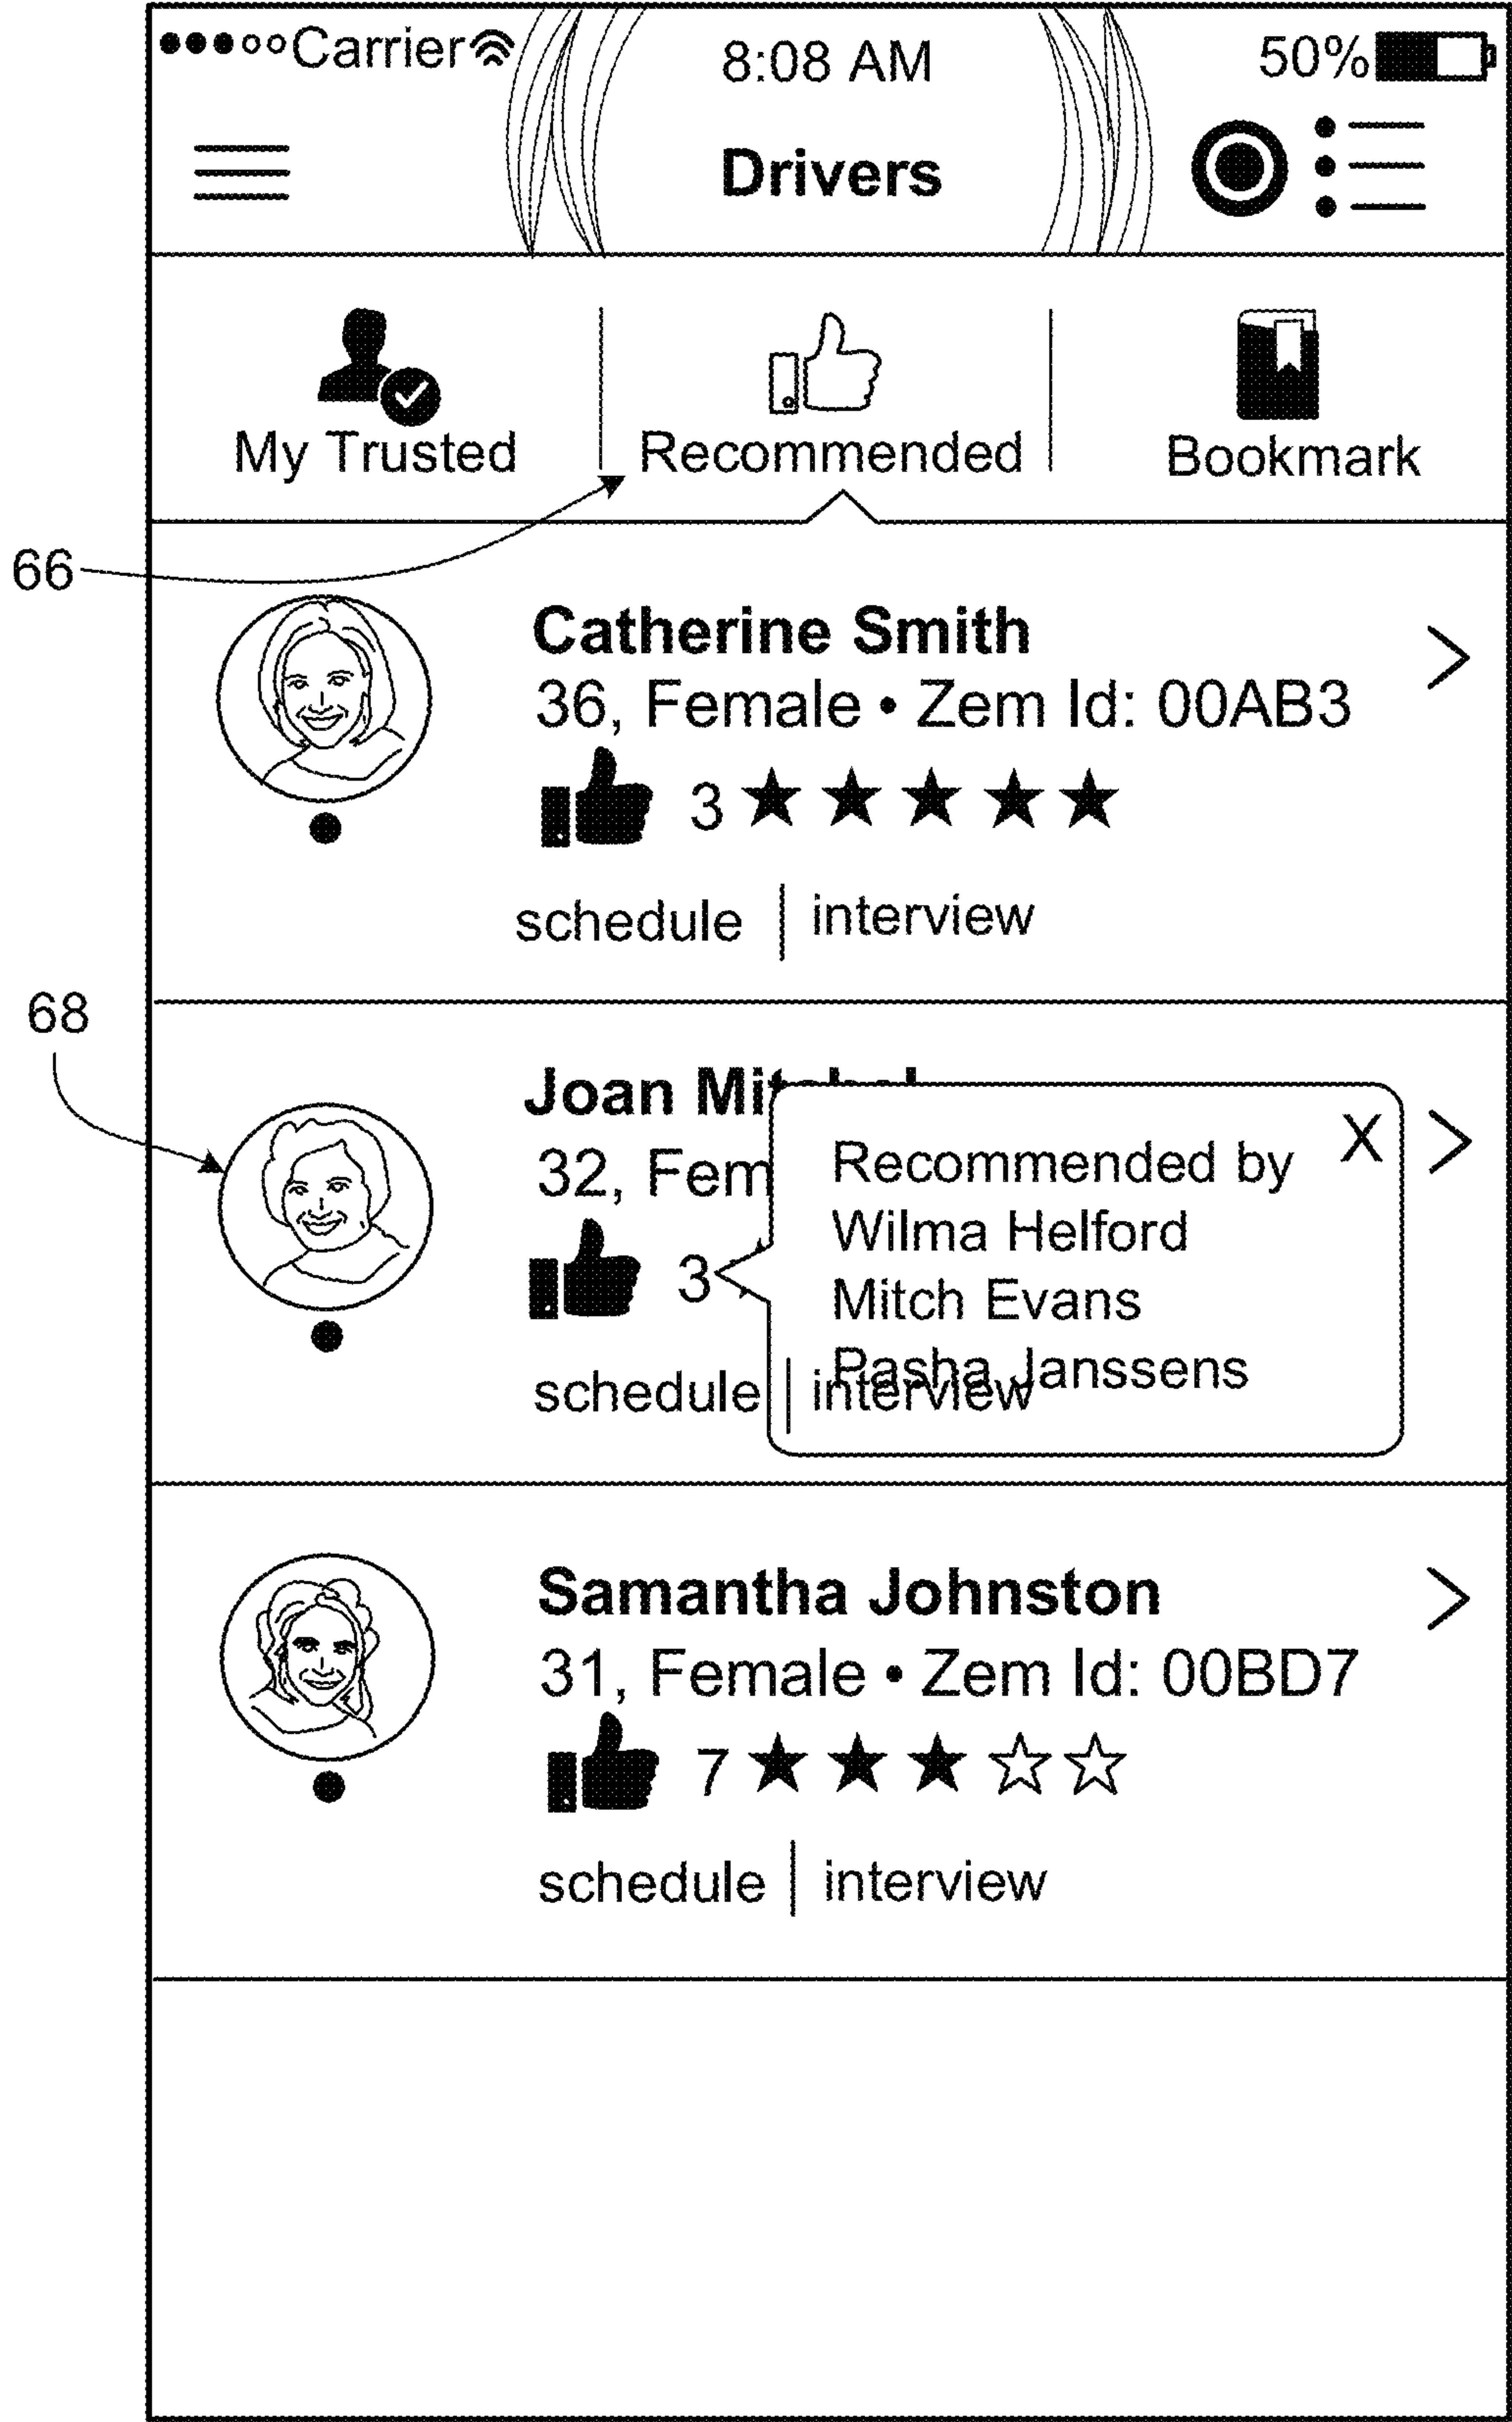 Carrier 8:08 AM 50%
Drivers
My Trusted Recommended Bookmark
66
Catherine Smith
36, Female • Zem Id: 00AB3
3
schedule | interview
68
Joan
32,
3
schedule | interview
X
Recommended by
Wilma Helford
Mitch Evans
Pasha Janssens
Samantha Johnston
31, Female • Zem Id: 00BD7
7
schedule | interview